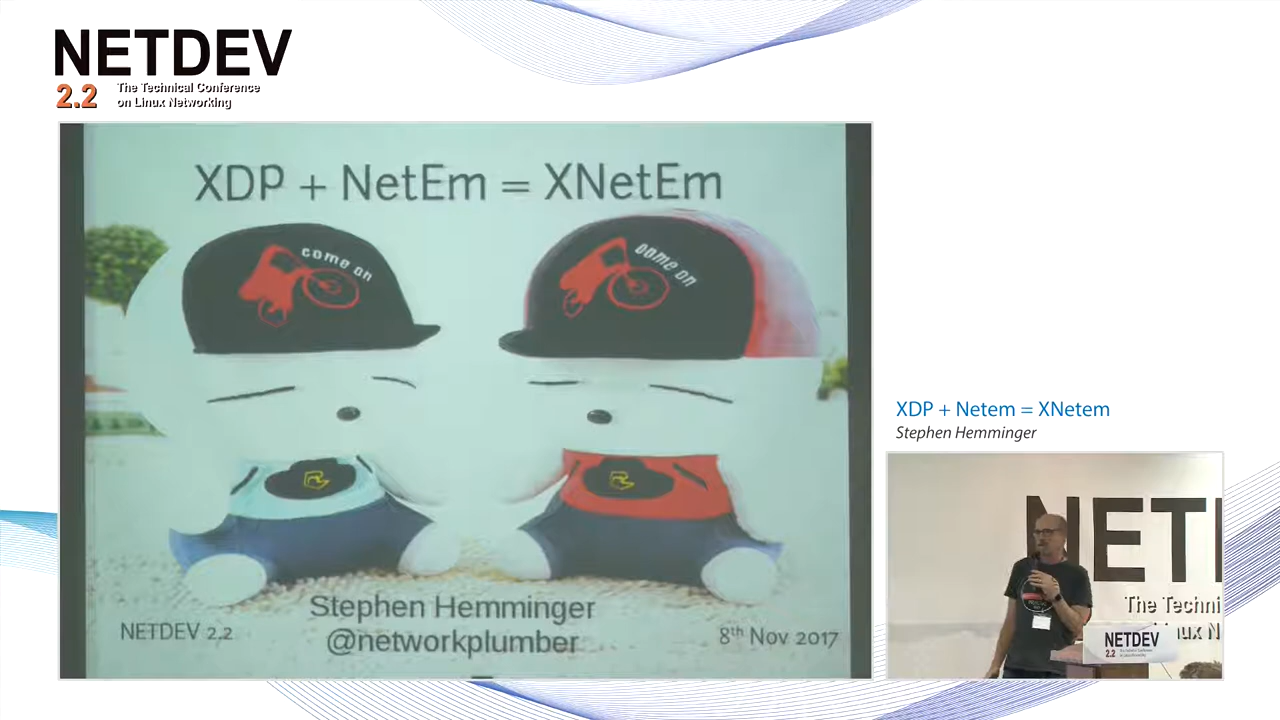 NETDEV
2.2
The Technical Conference
on Linux Networking
XDP + NetEm = XNetEm
come on
come on
Stephen Hemminger
@networkplumber
NETDEV 2.2
8th Nov 2017
XDP + Netem = XNetem
Stephen Hemminger
NET
The Techni
ux N
NETDEV
2.2